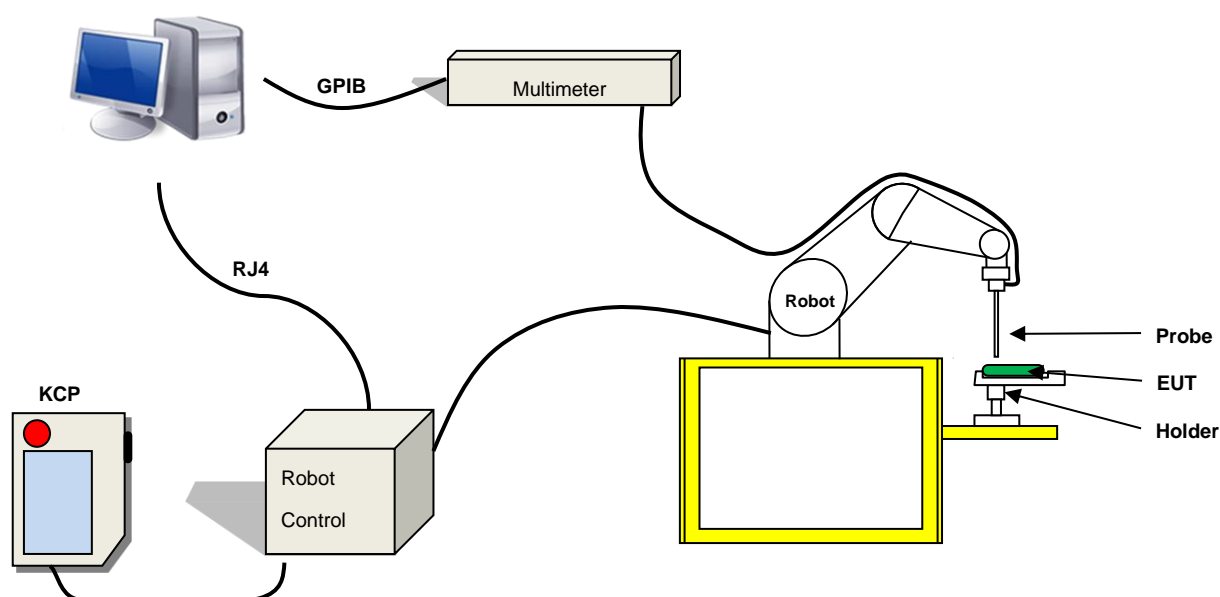 GPIB
Multimeter
RJ4
Robot
Probe
EUT
Holder
KCP
Robot
Control